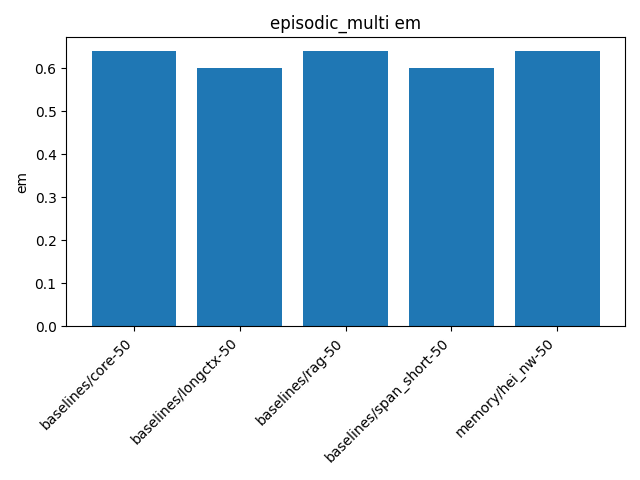 episodic_multi em
em
0.6
0.5
0.4
0.3
0.2
0.1
0.0
baselines/core-50
baselines/longctx-50
baselines/rag-50
baselines/span_short-50
memory/hei_nw-50